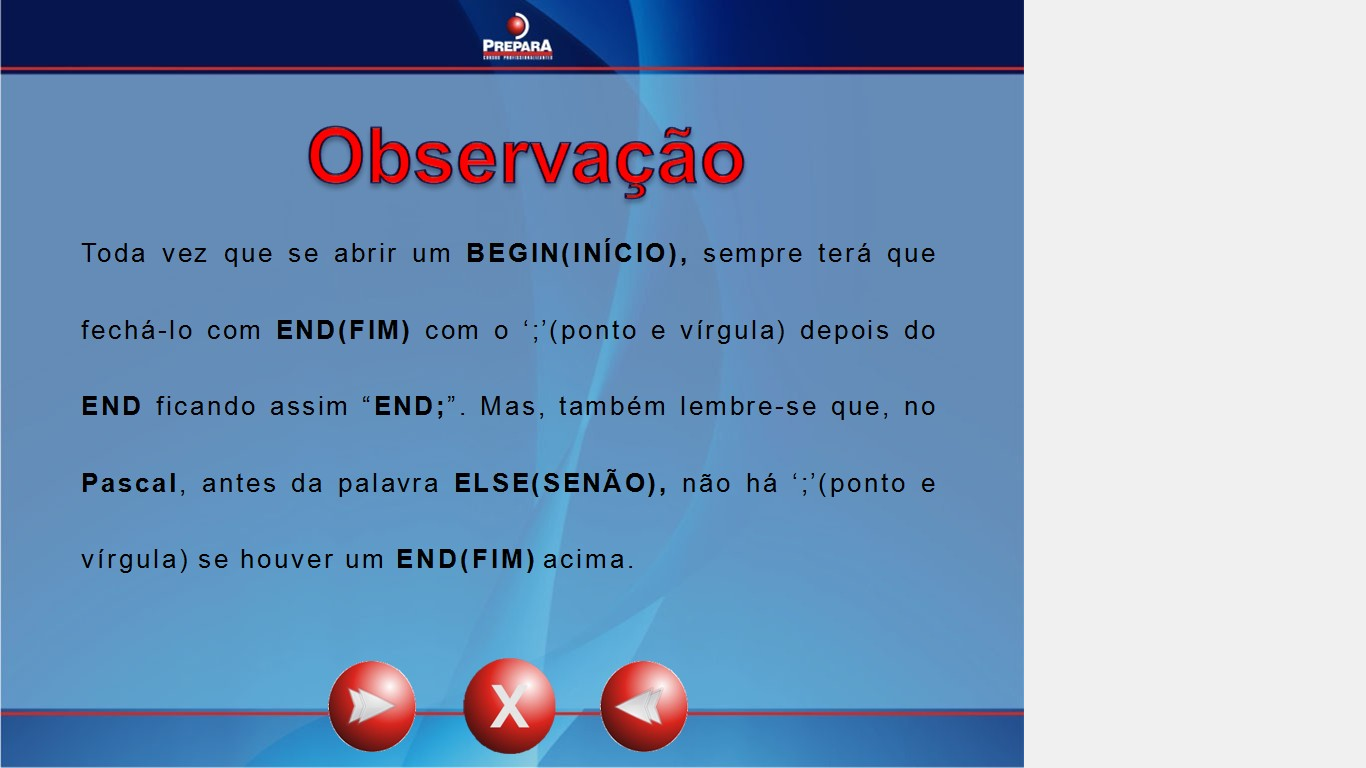 PREPARA
CURSOS PROFISSIONALIZANTES
Observação
Toda vez que se abrir um BEGIN(INÍCIO), sempre terá que
fechá-lo com END(FIM) com o ‘;’(ponto e vírgula) depois do
END ficando assim “END;”. Mas, também lembre-se que, no
Pascal, antes da palavra ELSE(SENÃO), não há ‘;’(ponto e
vírgula) se houver um END(FIM) acima.
X